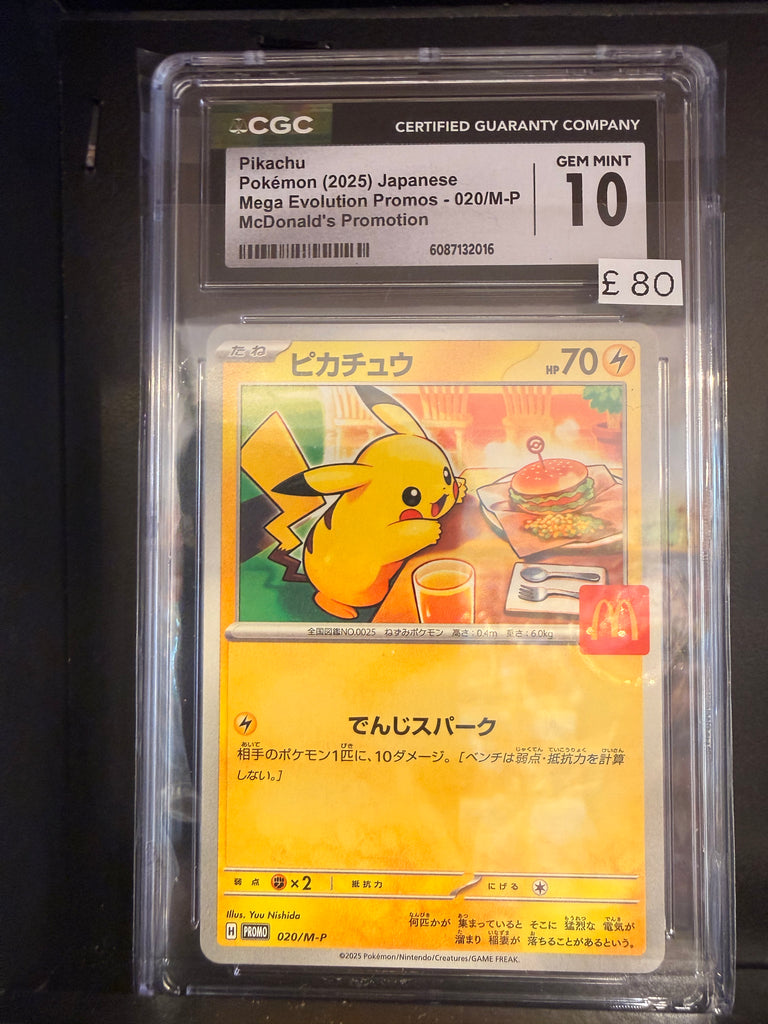 CGC
CERTIFIED GUARANTY COMPANY
Pikachu
Pokémon (2025) Japanese
Mega Evolution Promos - 020/M-P
McDonald's Promotion
6087132016
GEM MINT
10
£80
たね
ピカチュウ
HP70
全国図鑑NO.0025 ねずみポケモン 高さ:0.4m 重さ:6.0kg
でんじスパーク
相手のポケモン1匹に、10ダメージ。[ベンチは弱点・抵抗力を計算
しない。]
弱点 ×2 抵抗力 にげる
Illus. Yuu Nishida
PROMO 020/M-P
何匹かが 集まっていると そこに 猛烈な 電気が
溜まり 稲妻が 落ちることがあるという。
©2025 Pokémon/Nintendo/Creatures/GAME FREAK.